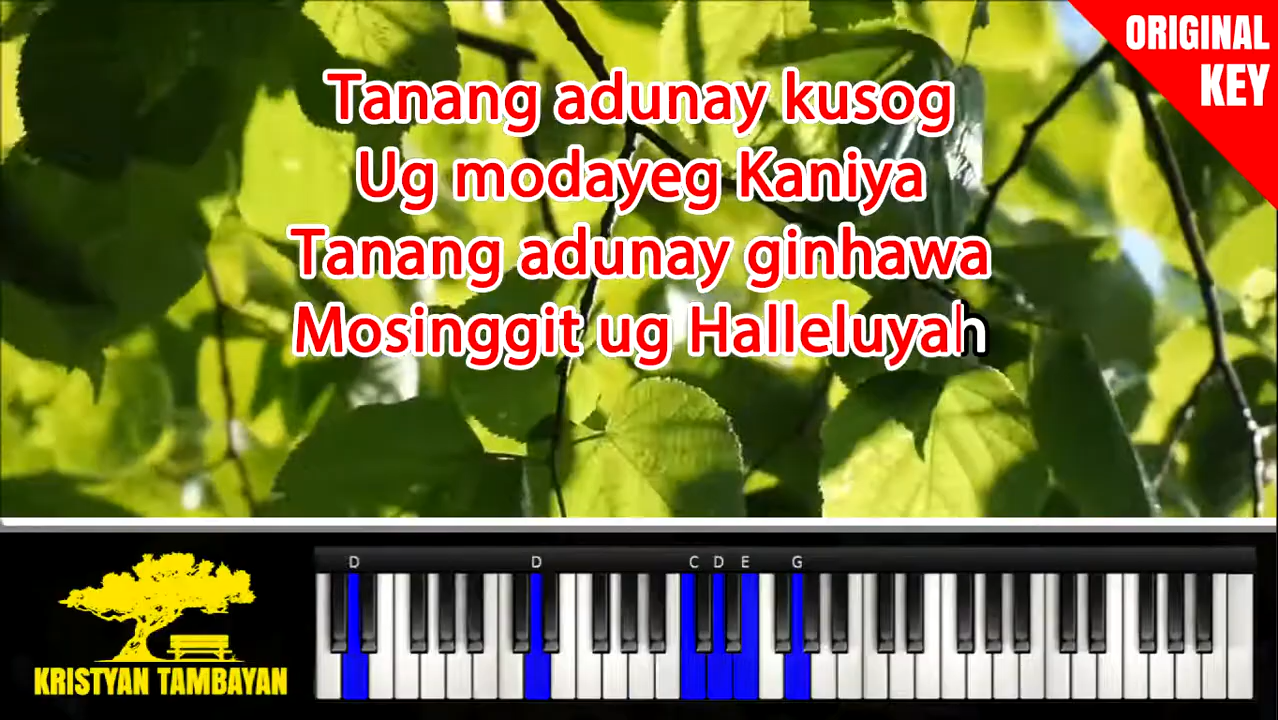 ORIGINAL
KEY
Tanang adunay kusog
Ug modayeg Kaniya
Tanang adunay ginhawa
Mosinggit ug Halleluyah
D D C D E G
KRISTYAN TAMBAYAN